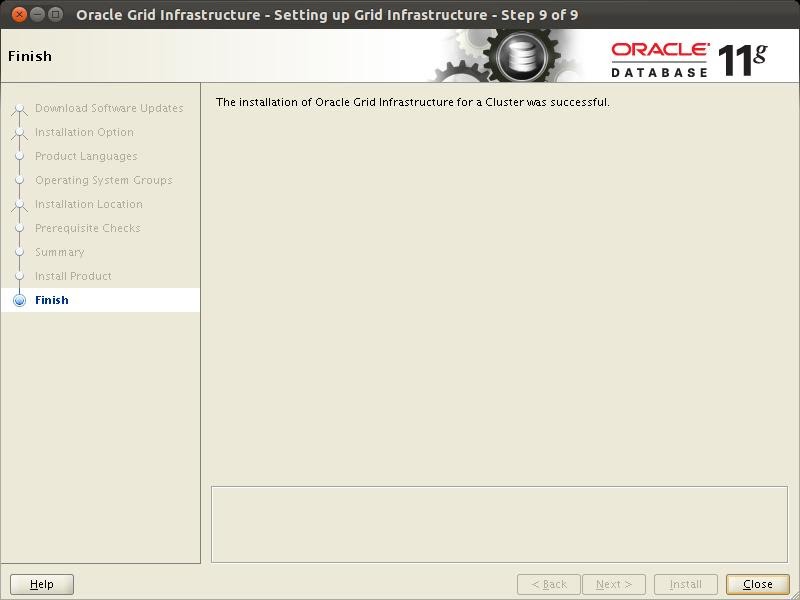 Oracle Grid Infrastructure - Setting up Grid Infrastructure - Step 9 of 9
Finish
ORACLE
DATABASE 11g
Download Software Updates
Installation Option
Product Languages
Operating System Groups
Installation Location
Prerequisite Checks
Summary
Install Product
Finish
The installation of Oracle Grid Infrastructure for a Cluster was successful.
Help
< Back
Next >
Install
Close